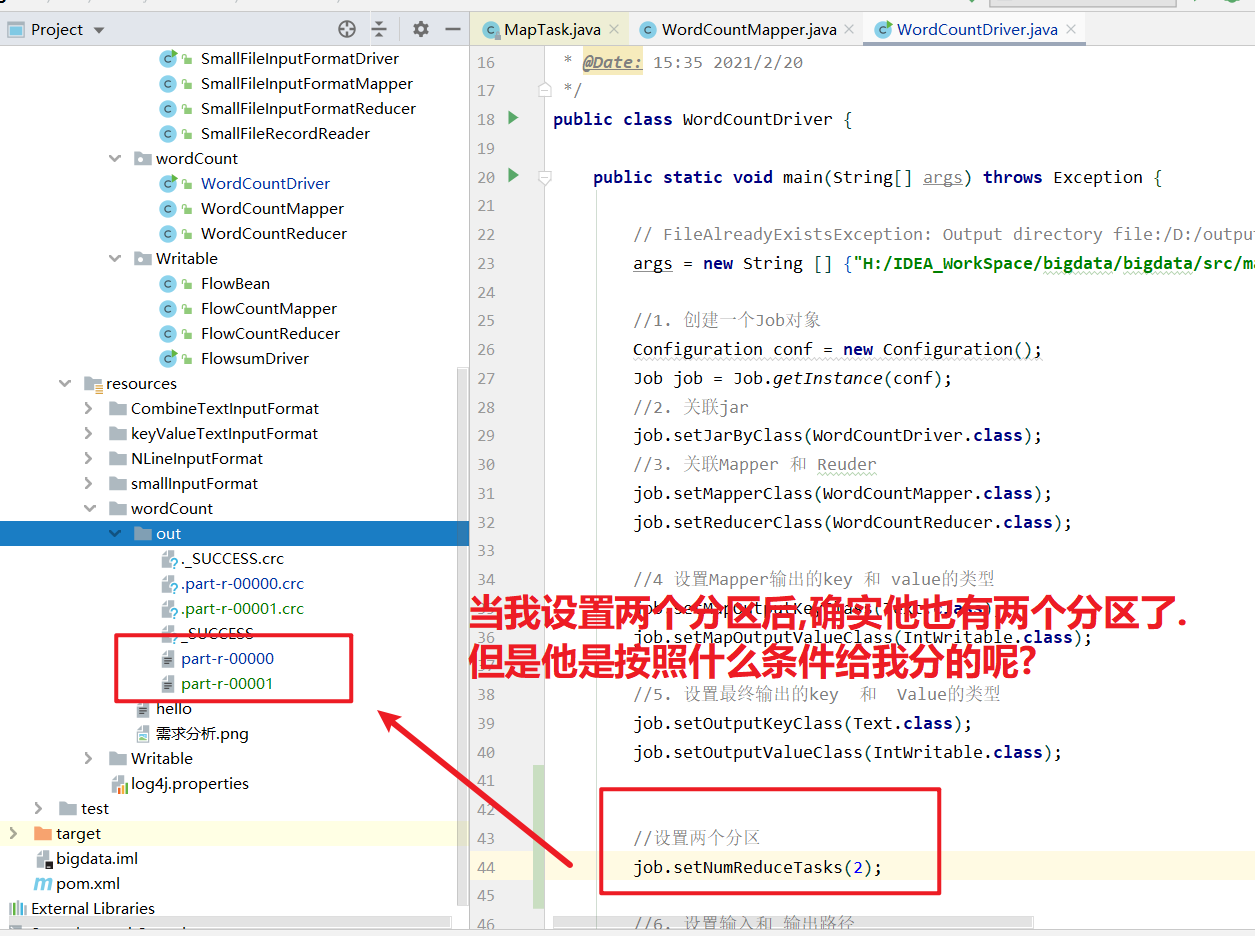 Project
MapTask.java
WordCountMapper.java
WordCountDriver.java
SmallFileInputFormatDriver
SmallFileInputFormatMapper
SmallFileInputFormatReducer
SmallFileRecordReader
wordCount
WordCountDriver
WordCountMapper
WordCountReducer
Writable
FlowBean
FlowCountMapper
FlowCountReducer
FlowsumDriver
resources
CombineTextInputFormat
keyValueTextInputFormat
NLineInputFormat
smallInputFormat
wordCount
out
._SUCCESS.crc
.part-r-00000.crc
.part-r-00001.crc
_SUCCESS
part-r-00000
part-r-00001
hello
需求分析.png
Writable
log4j.properties
test
target
bigdata.iml
pom.xml
External Libraries
16 * @Date: 15:35 2021/2/20
17 */
18 public class WordCountDriver {
19
20 public static void main(String[] args) throws Exception {
21
22 // FileAlreadyExistsException: Output directory file:/D:/output
23 args = new String [] {"H:/IDEA_WorkSpace/bigdata/bigdata/src/ma
24
25 //1. 创建一个Job对象
26 Configuration conf = new Configuration();
27 Job job = Job.getInstance(conf);
28 //2. 关联jar
29 job.setJarByClass(WordCountDriver.class);
30 //3. 关联Mapper 和 Reuder
31 job.setMapperClass(WordCountMapper.class);
32 job.setReducerClass(WordCountReducer.class);
33
34 //4 设置Mapper输出的key 和 value的类型
job.setMapOutputKeyClass(Text.class)
当我设置两个分区后,确实他也有两个分区了.
36 job.setMapOutputValueClass(IntWritable.class);
但是他是按照什么条件给我分的呢?
38 //5. 设置最终输出的key 和 Value的类型
39 job.setOutputKeyClass(Text.class);
40 job.setOutputValueClass(IntWritable.class);
41
42
43 //设置两个分区
44 job.setNumReduceTasks(2);
45
46 //6. 设置输入和 输出路径